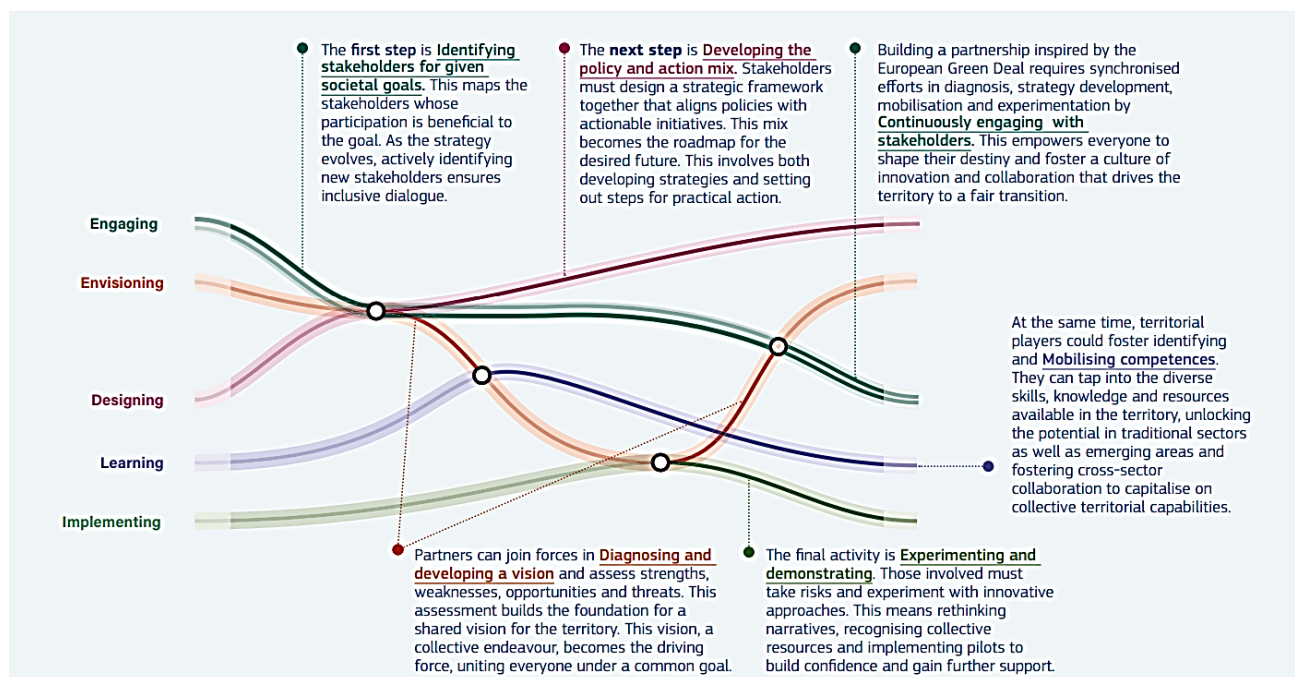 The first step is Identifying
stakeholders for given
societal goals. This maps the
stakeholders whose
participation is beneficial to
the goal. As the strategy
evolves, actively identifying
new stakeholders ensures
inclusive dialogue.
The next step is Developing the
policy and action mix. Stakeholders
must design a strategic framework
together that aligns policies with
actionable initiatives. This mix
becomes the roadmap for the
desired future. This involves both
developing strategies and setting
out steps for practical action.
Building a partnership inspired by the
European Green Deal requires synchronised
efforts in diagnosis, strategy development,
mobilisation and experimentation by
Continuously engaging with
stakeholders. This empowers everyone to
shape their destiny and foster a culture of
innovation and collaboration that drives the
territory to a fair transition.
Engaging
Envisioning
Designing
Learning
Implementing
At the same time, territorial
players could foster identifying
and Mobilising competences.
They can tap into the diverse
skills, knowledge and resources
available in the territory, unlocking
the potential in traditional sectors
as well as emerging areas and
fostering cross-sector
collaboration to capitalise on
collective territorial capabilities.
Partners can join forces in Diagnosing and
developing a vision and assess strengths,
weaknesses, opportunities and threats. This
assessment builds the foundation for a
shared vision for the territory. This vision, a
collective endeavour, becomes the driving
force, uniting everyone under a common goal.
The final activity is Experimenting and
demonstrating. Those involved must
take risks and experiment with innovative
approaches. This means rethinking
narratives, recognising collective
resources and implementing pilots to
build confidence and gain further support.